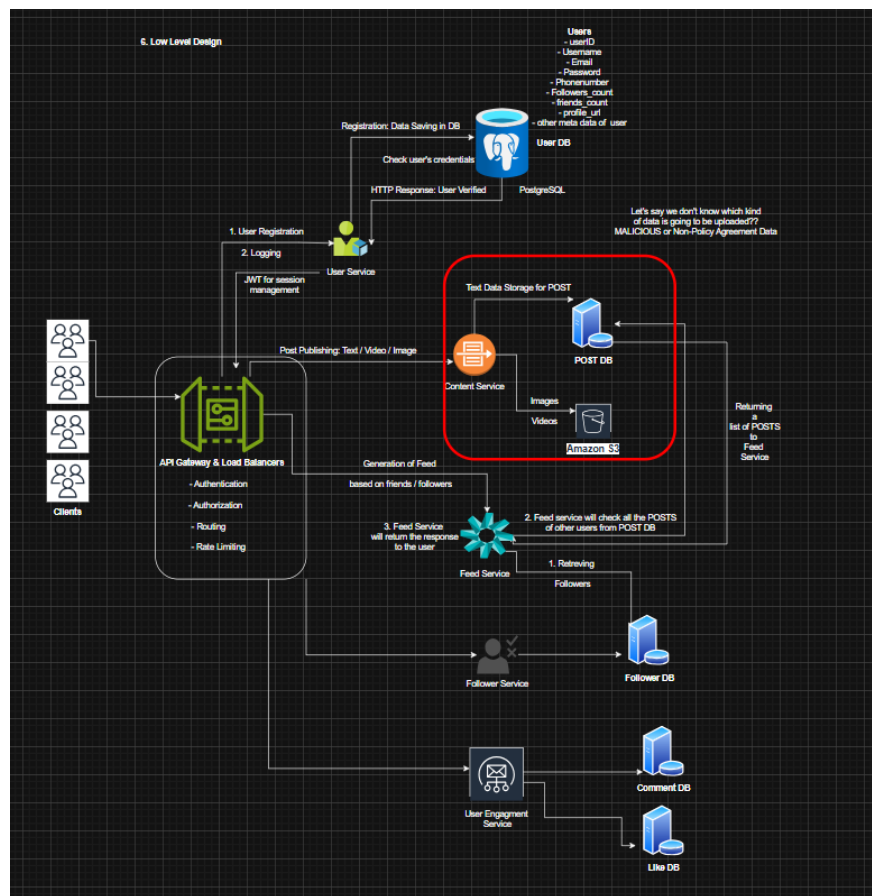 6. Low Level Design
Users
- userID
- Username
- Email
- Password
- Phonenumber
- Followers_count
- friends_count
- profile_url
- other meta data of user
Registration: Data Saving in DB
User DB
Check user's credentials
HTTP Response: User Verified
PostgreSQL
Let's say we don't know which kind
of data is going to be uploaded??
MALICIOUS or Non-Policy Agreement Data
1. User Registration
2. Logging
User Service
JWT for session
management
Text Data Storage for POST
POST DB
Post Publishing: Text / Video / Image
Content Service
Images
Videos
Amazon S3
Returning
a
list of POSTS
to
Feed
Service
API Gateway & Load Balancers
- Authentication
- Authorization
- Routing
- Rate Limiting
Clients
Generation of Feed
based on friends / followers
3. Feed Service
will return the response
to the user
2. Feed service will check all the POSTS
of other users from POST DB
Feed Service
1. Retreving
Followers
Follower Service
Follower DB
User Engagment
Service
Comment DB
Like DB